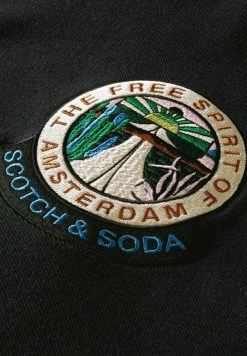 THE FREE SPIRIT OF
AMSTERDAM
SCOTCH & SODA